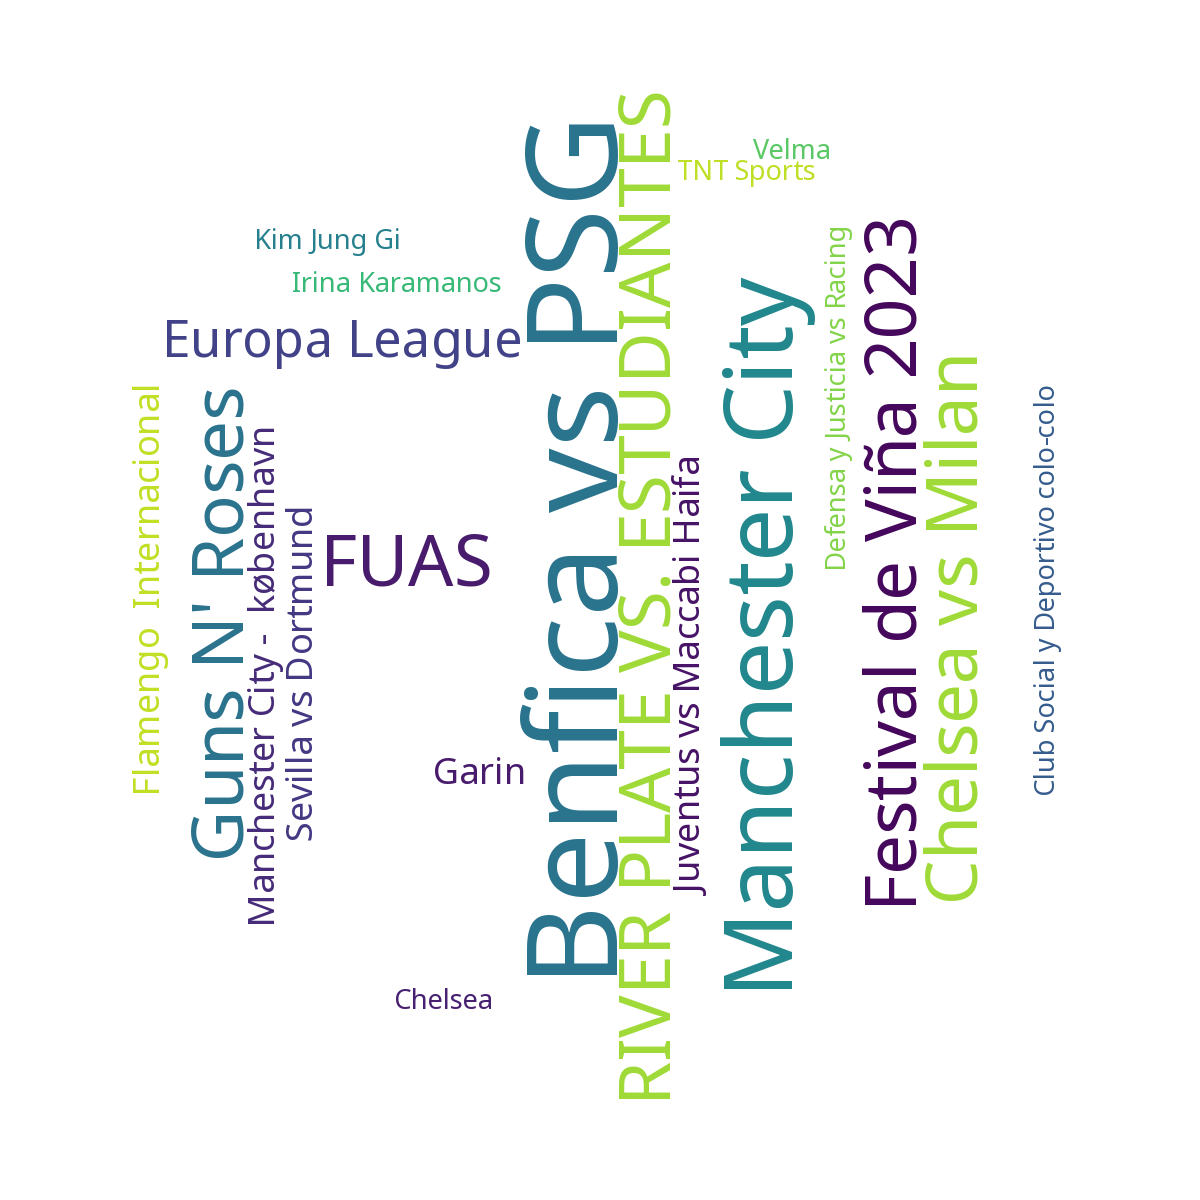 Velma
TNT Sports
Kim Jung Gi
Irina Karamanos
Europa League
Flamengo  Internacional
Guns N' Roses
Manchester City - københavn
Sevilla vs Dortmund
FUAS
Garin
Chelsea
Benfica vs PSG
RIVER PLATE VS. ESTUDIANTES
Juventus vs Maccabi Haifa
Manchester City
Defensa y Justicia vs Racing
Festival de Viña 2023
Chelsea vs Milan
Club Social y Deportivo colo-colo